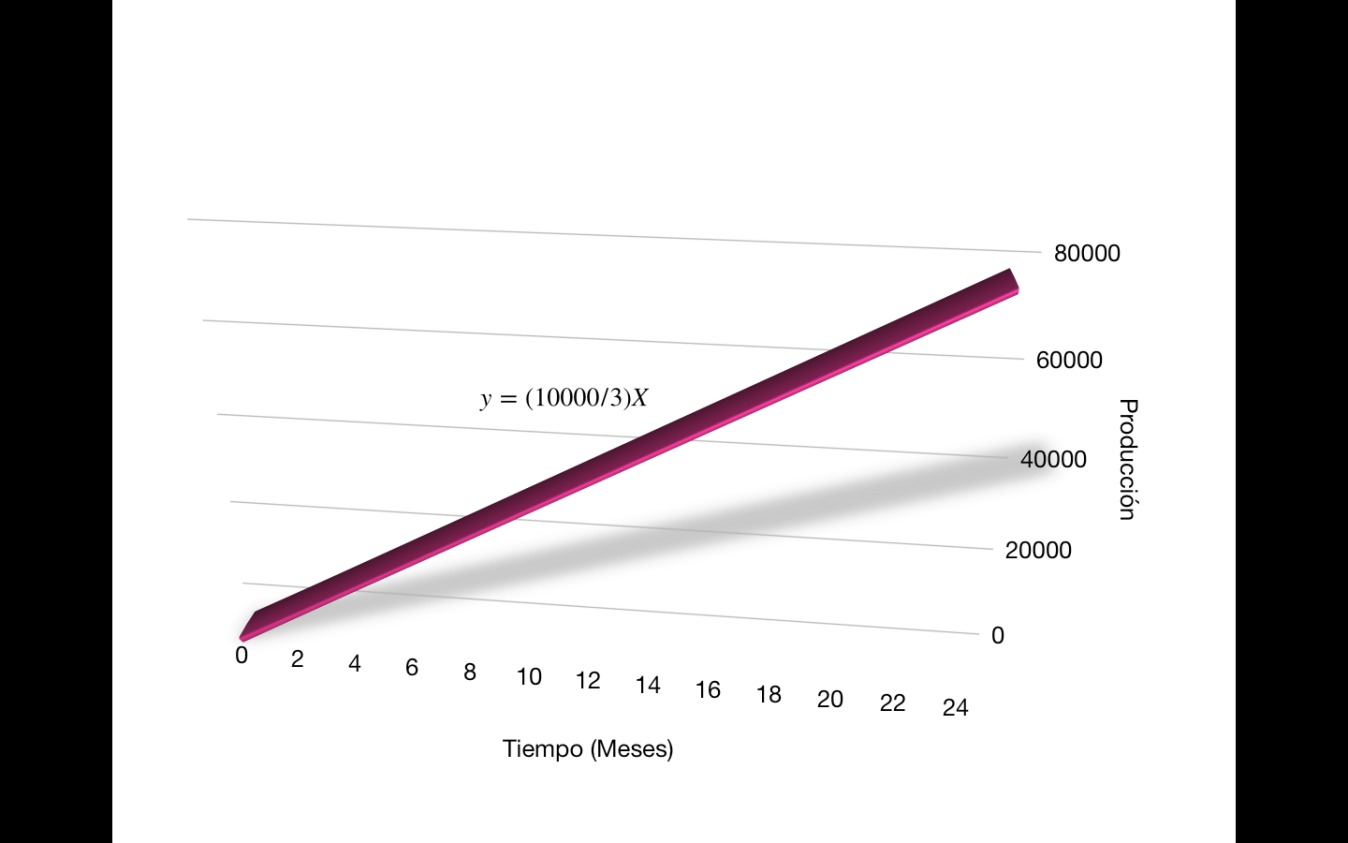 80000
60000
y = (10000/3)X
40000
20000
0
Producción
0 2 4 6 8 10 12 14 16 18 20 22 24
Tiempo (Meses)